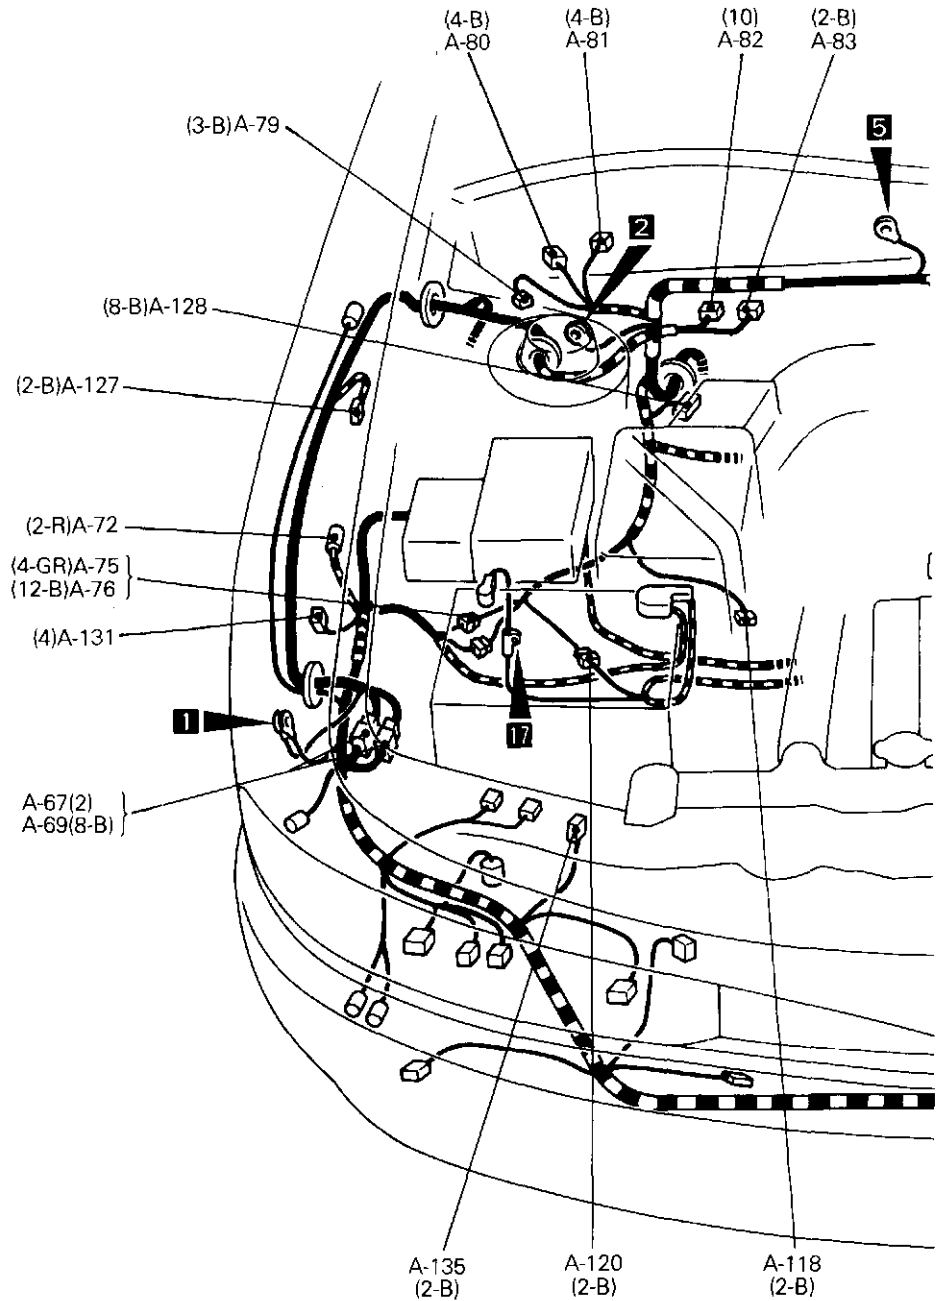 (4-B)
A-80
(4-B)
A-81
(10)
A-82
(2-B)
A-83
(3-B)A-79
5
2
(8-B)A-128
(2-B)A-127
(2-R)A-72
(4-GR)A-75
(12-B)A-76
(4)A-131
1
17
A-67(2)
A-69(8-B)
A-135
(2-B)
A-120
(2-B)
A-118
(2-B)